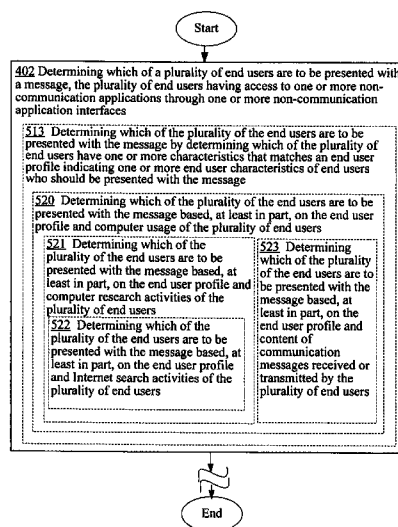 Start
402 Determining which of a plurality of end users are to be presented with
a message, the plurality of end users having access to one or more non-
communication applications through one or more non-communication
application interfaces
513 Determining which of the plurality of the end users are to be
presented with the message by determining which of the plurality of
end users have one or more characteristics that matches an end user
profile indicating one or more end user characteristics of end users
who should be presented with the message
520 Determining which of the plurality of the end users are to be
presented with the message based, at least in part, on the end user
profile and computer usage of the plurality of end users
521 Determining which of the
plurality of the end users are to be
presented with the message based, at
least in part, on the end user profile and
computer research activities of the
plurality of end users
522 Determining which of the
plurality of the end users are to be
presented with the message based, at
least in part, on the end user profile
and Internet search activities of the
plurality of end users
523 Determining
which of the plurality
of the end users are to
be presented with the
message based, at
least in part, on the
end user profile and
content of
communication
messages received or
transmitted by the
plurality of end users
End